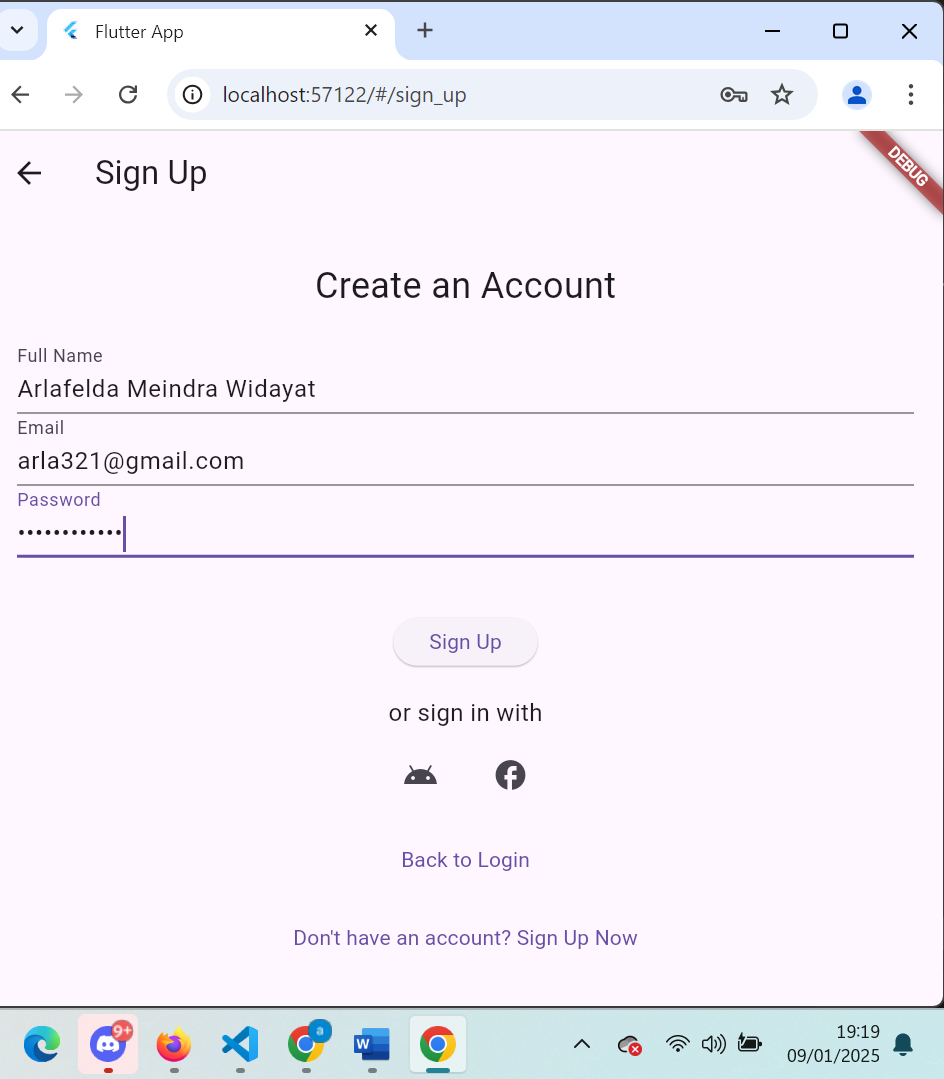 Flutter App
localhost:57122/#/sign_up
Sign Up
DEBUG
Create an Account
Full Name
Arlafelda Meindra Widayat
Email
arla321@gmail.com
Password
••••••••••••
Sign Up
or sign in with
Back to Login
Don't have an account? Sign Up Now
9+
a
W
19:19
09/01/2025